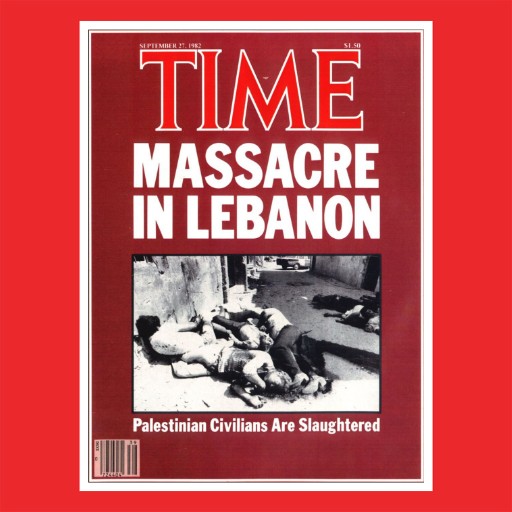 SEPTEMBER 27, 1982 $1.50
TIME
MASSACRE
IN LEBANON
Palestinian Civilians Are Slaughtered